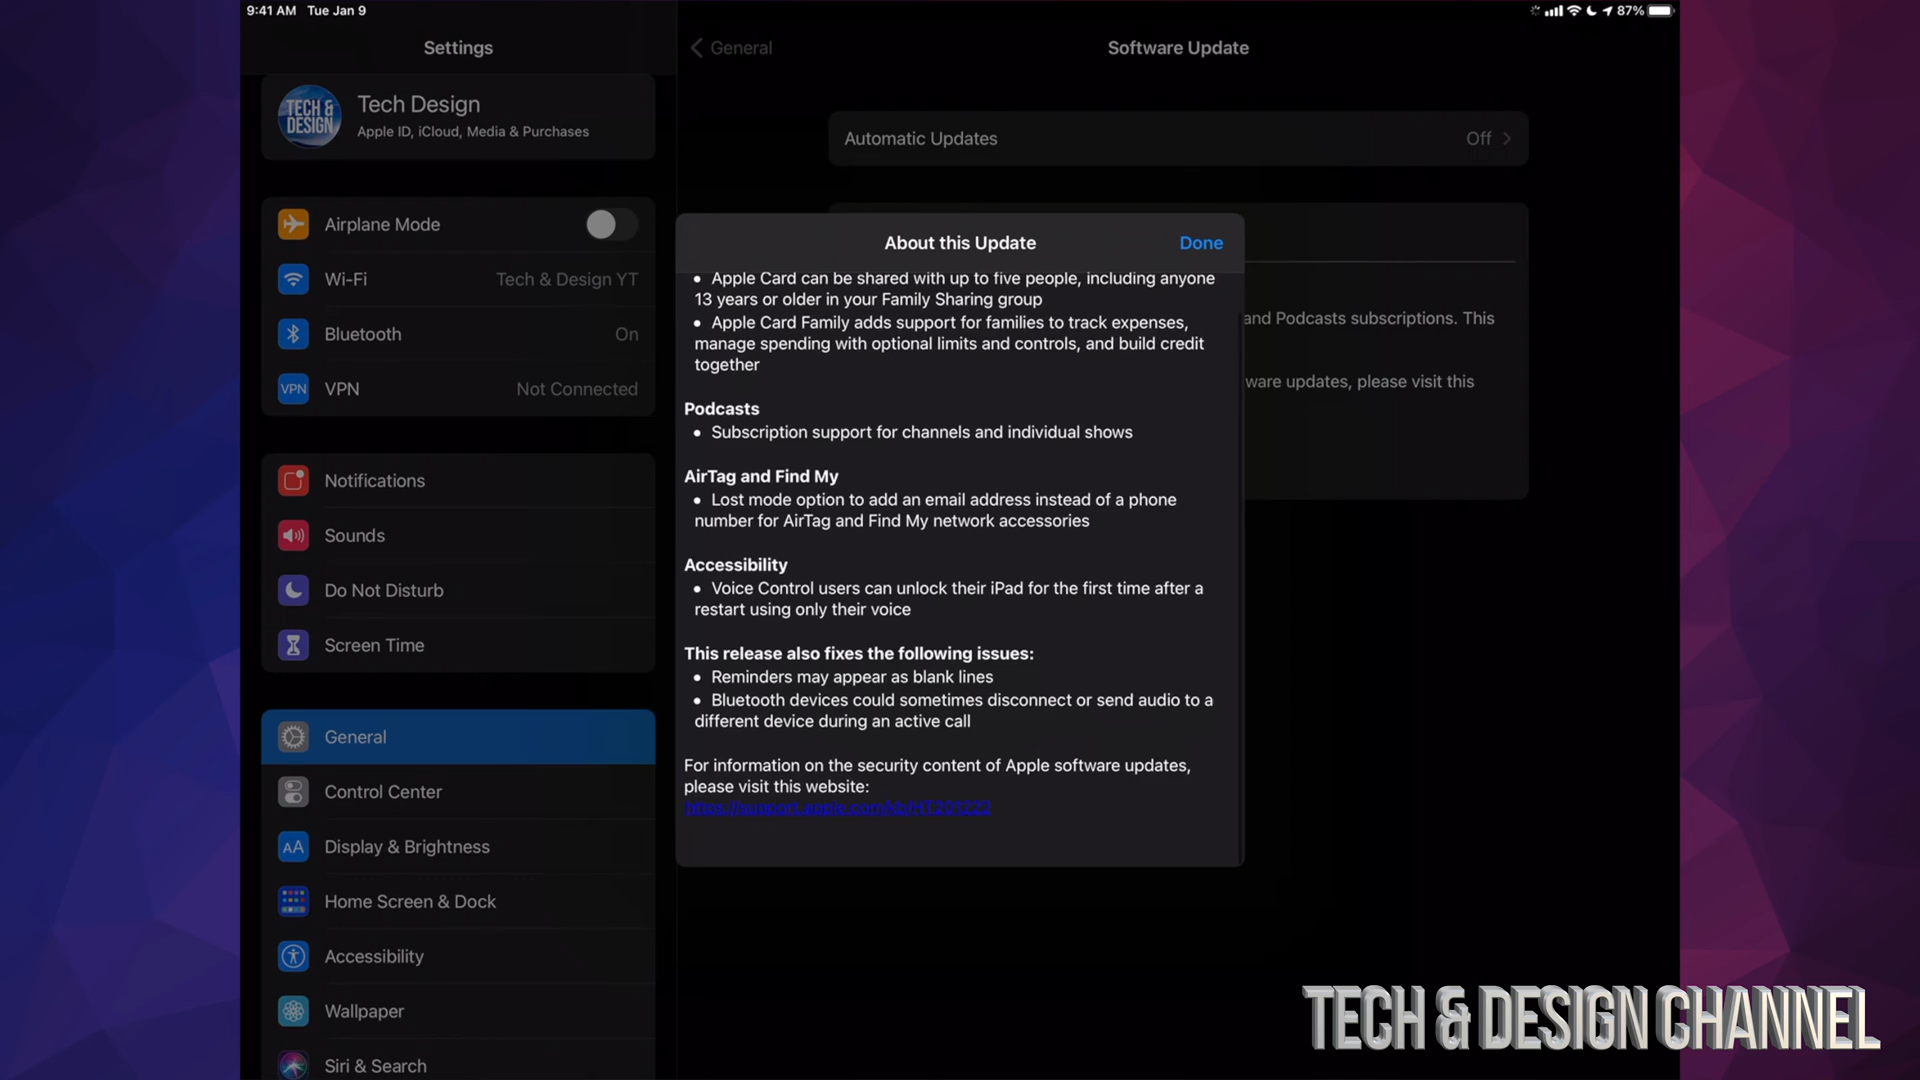 9:41 AM Tue Jan 9
87%
Settings
General
Software Update
TECH &
DESIGN
Tech Design
Apple ID, iCloud, Media & Purchases
Automatic Updates
Off
Airplane Mode
Wi-Fi
Tech & Design YT
Bluetooth
On
VPN
VPN
Not Connected
Notifications
Sounds
Do Not Disturb
Screen Time
General
Control Center
AA
Display & Brightness
Home Screen & Dock
Accessibility
Wallpaper
Siri & Search
About this Update
Done
• Apple Card can be shared with up to five people, including anyone
13 years or older in your Family Sharing group
• Apple Card Family adds support for families to track expenses,
manage spending with optional limits and controls, and build credit
together
Podcasts
• Subscription support for channels and individual shows
AirTag and Find My
• Lost mode option to add an email address instead of a phone
number for AirTag and Find My network accessories
Accessibility
• Voice Control users can unlock their iPad for the first time after a
restart using only their voice
This release also fixes the following issues:
• Reminders may appear as blank lines
• Bluetooth devices could sometimes disconnect or send audio to a
different device during an active call
For information on the security content of Apple software updates,
please visit this website:
https://support.apple.com/kb/HT201222
and Podcasts subscriptions. This
ware updates, please visit this
TECH & DESIGN CHANNEL